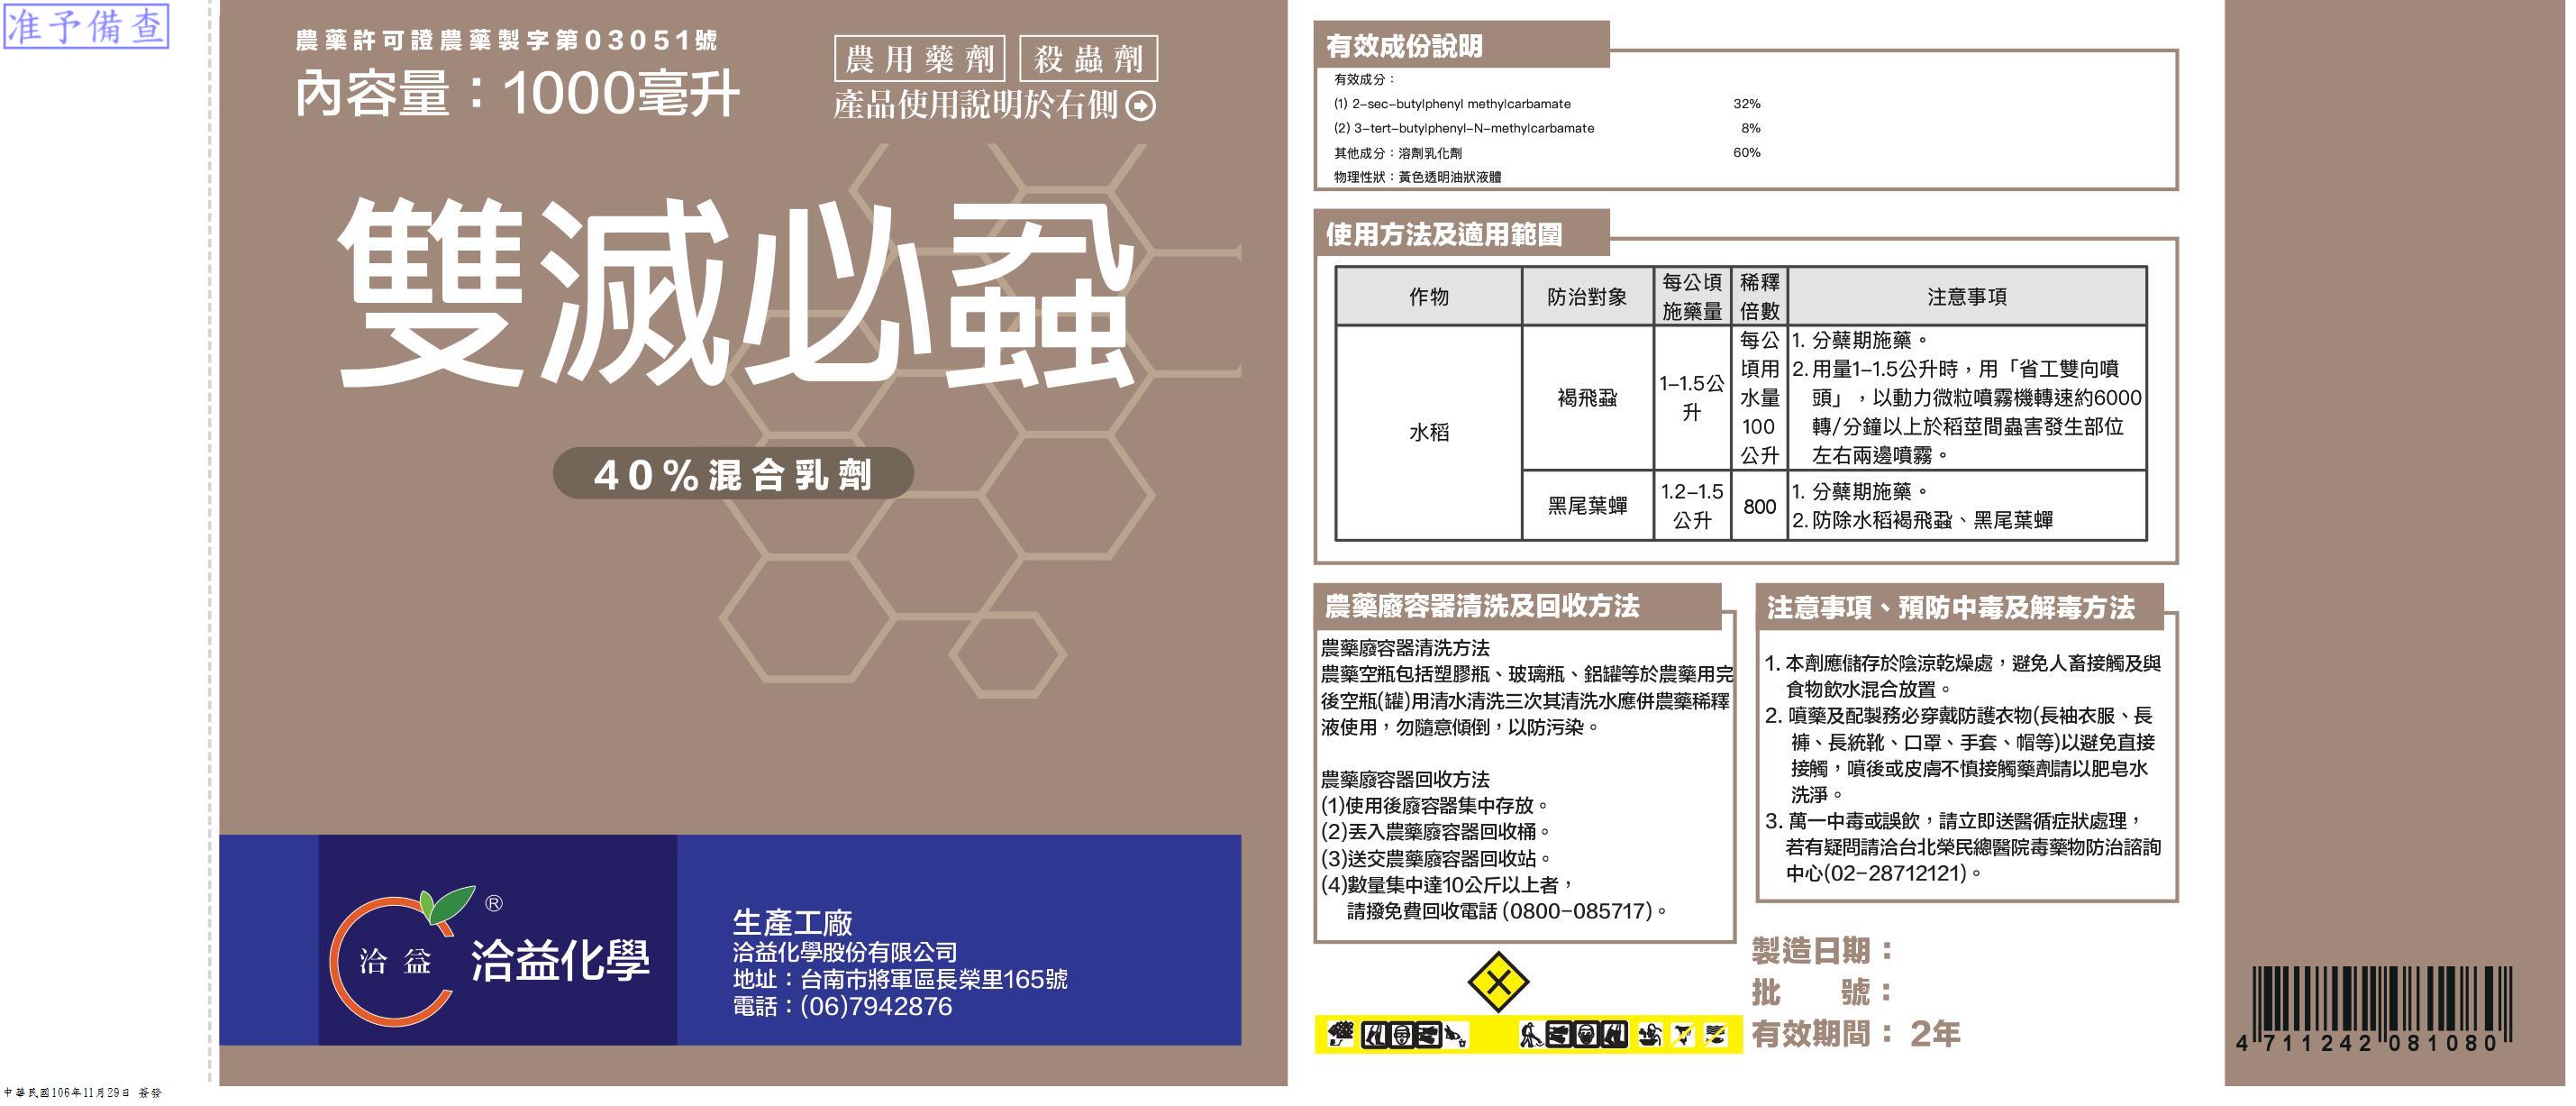 准予備查
農藥許可證農藥製字第03051號
內容量：1000毫升
農用藥劑 殺蟲劑
產品使用說明於右側
雙滅必蝨
40%混合乳劑
洽益
®
洽益化學
生產工廠
洽益化學股份有限公司
地址：台南市將軍區長榮里165號
電話：(06)7942876
中華民國106年11月29日 簽發
有效成份說明
有效成分：
(1) 2-sec-butylphenyl methylcarbamate 32%
(2) 3-tert-butylphenyl-N-methylcarbamate 8%
其他成分：溶劑乳化劑 60%
物理性狀：黃色透明油狀液體
使用方法及適用範圍
作物 防治對象 每公頃施藥量 稀釋倍數 注意事項
水稻
褐飛蝨
1-1.5公
升
每公
頃用
水量
100
公升
1. 分蘗期施藥。
2. 用量1-1.5公升時，用「省工雙向噴
頭」，以動力微粒噴霧機轉速約6000
轉/分鐘以上於稻莖間蟲害發生部位
左右兩邊噴霧。
黑尾葉蟬
1.2-1.5
公升
800
1. 分蘗期施藥。
2. 防除水稻褐飛蝨、黑尾葉蟬
農藥廢容器清洗及回收方法
農藥廢容器清洗方法
農藥空瓶包括塑膠瓶、玻璃瓶、鋁罐等於農藥用完
後空瓶(罐)用清水清洗三次其清洗水應併農藥稀釋
液使用，勿隨意傾倒，以防污染。
農藥廢容器回收方法
(1)使用後廢容器集中存放。
(2)丟入農藥廢容器回收桶。
(3)送交農藥廢容器回收站。
(4)數量集中達10公斤以上者，
請撥免費回收電話 (0800-085717)。
注意事項、預防中毒及解毒方法
1. 本劑應儲存於陰涼乾燥處，避免人畜接觸及與
食物飲水混合放置。
2. 噴藥及配製務必穿戴防護衣物(長袖衣服、長
褲、長統靴、口罩、手套、帽等)以避免直接
接觸，噴後或皮膚不慎接觸藥劑請以肥皂水
洗淨。
3. 萬一中毒或誤飲，請立即送醫循症狀處理，
若有疑問請洽台北榮民總醫院毒藥物防治諮詢
中心(02-28712121)。
製造日期：
批　　號：
有效期間：2年
4 711242 081080